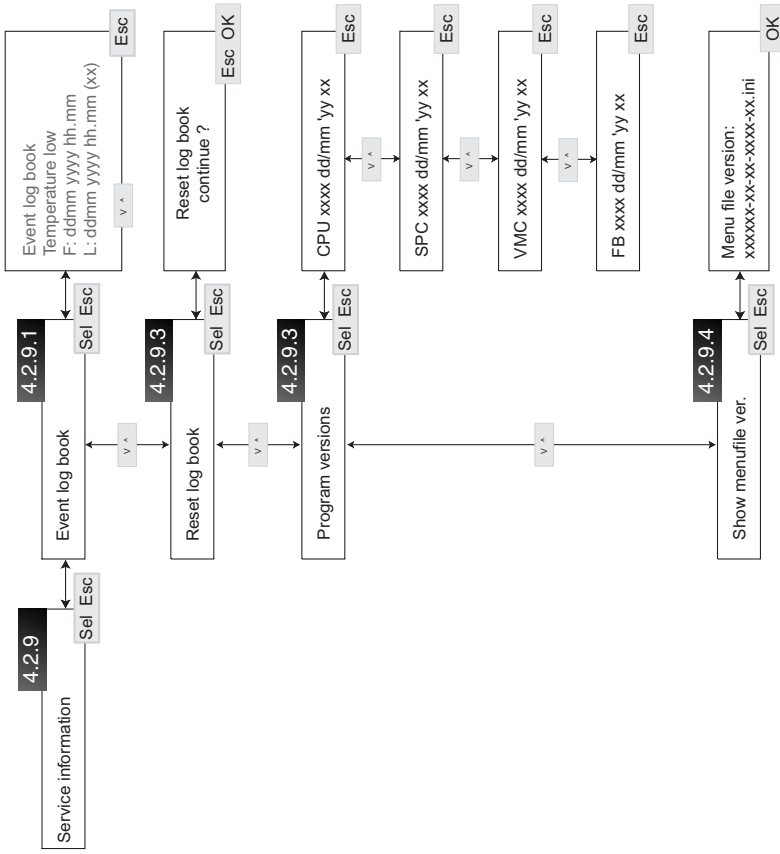 4.2.9
Service information
Sel Esc
4.2.9.1
Event log book
Sel Esc
Event log book
Temperature low
F: ddmm yyyy hh.mm
L: ddmm yyyy hh.mm (xx)
v ^
Esc
v ^
4.2.9.3
Reset log book
Sel Esc
Reset log book
continue ?
Esc OK
v ^
4.2.9.3
Program versions
Sel Esc
CPU xxxx dd/mm 'yy xx
Esc
v ^
SPC xxxx dd/mm 'yy xx
Esc
v ^
VMC xxxx dd/mm 'yy xx
Esc
v ^
FB xxxx dd/mm 'yy xx
Esc
v ^
4.2.9.4
Show menufile ver.
Sel Esc
Menu file version:
xxxxxx-xx-xx-xxxx-xx.ini
OK